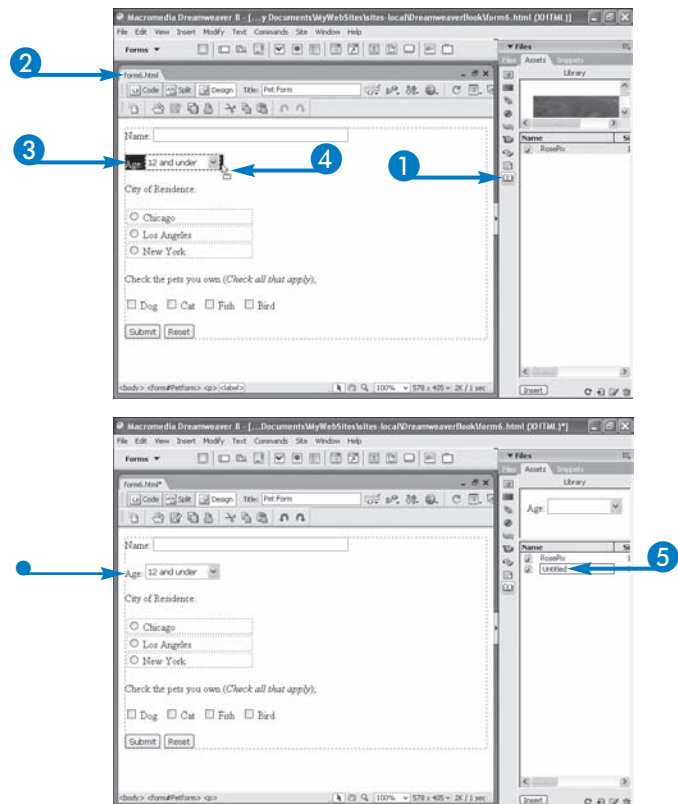 Macromedia Dreamweaver 8 - [...y Documents\MyWebSites\sites-local\DreamweaverBook\form6.html (XHTML)]
File Edit View Insert Modify Text Commands Site Window Help
Forms
Files
Files Assets Snippets
Library
2
form6.html
Code Split Design Title: Pet Form
Name:
3
Age: 12 and under
4
1
Name Si
RosePix 1
City of Residence:
Chicago
Los Angeles
New York
Check the pets you own (Check all that apply),
Dog Cat Fish Bird
Submit Reset
<body> <form#Petform> <p> <label> 100% 578 x 405 2K / 1 sec
Insert
Macromedia Dreamweaver 8 - [...Documents\MyWebSites\sites-local\DreamweaverBook\form6.html (XHTML)*]
File Edit View Insert Modify Text Commands Site Window Help
Forms
Files
Files Assets Snippets
Library
form6.html*
Code Split Design Title: Pet Form
Age:
Name:
Name Si
RosePix 1
Untitled 1
5
Age: 12 and under
City of Residence:
Chicago
Los Angeles
New York
Check the pets you own (Check all that apply),
Dog Cat Fish Bird
Submit Reset
<body> <form#Petform> <p> 100% 578 x 405 2K / 1 sec
Insert